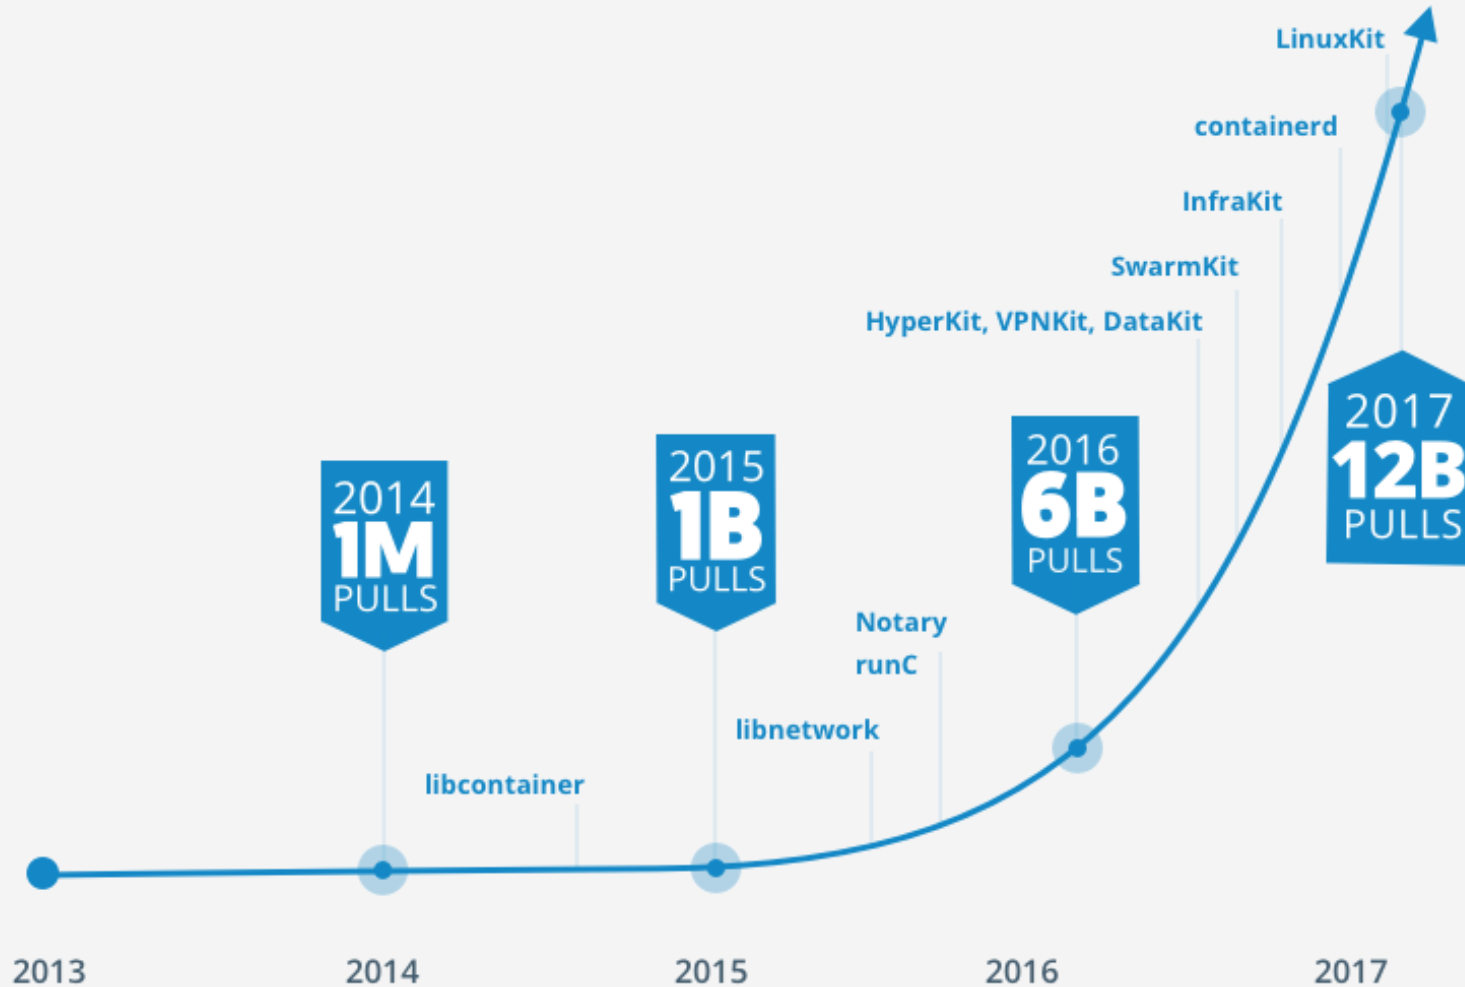 LinuxKit
containerd
InfraKit
SwarmKit
HyperKit, VPNKit, DataKit
2014
1M
PULLS
2015
1B
PULLS
2016
6B
PULLS
2017
12B
PULLS
Notary
runC
libnetwork
libcontainer
2013
2014
2015
2016
2017